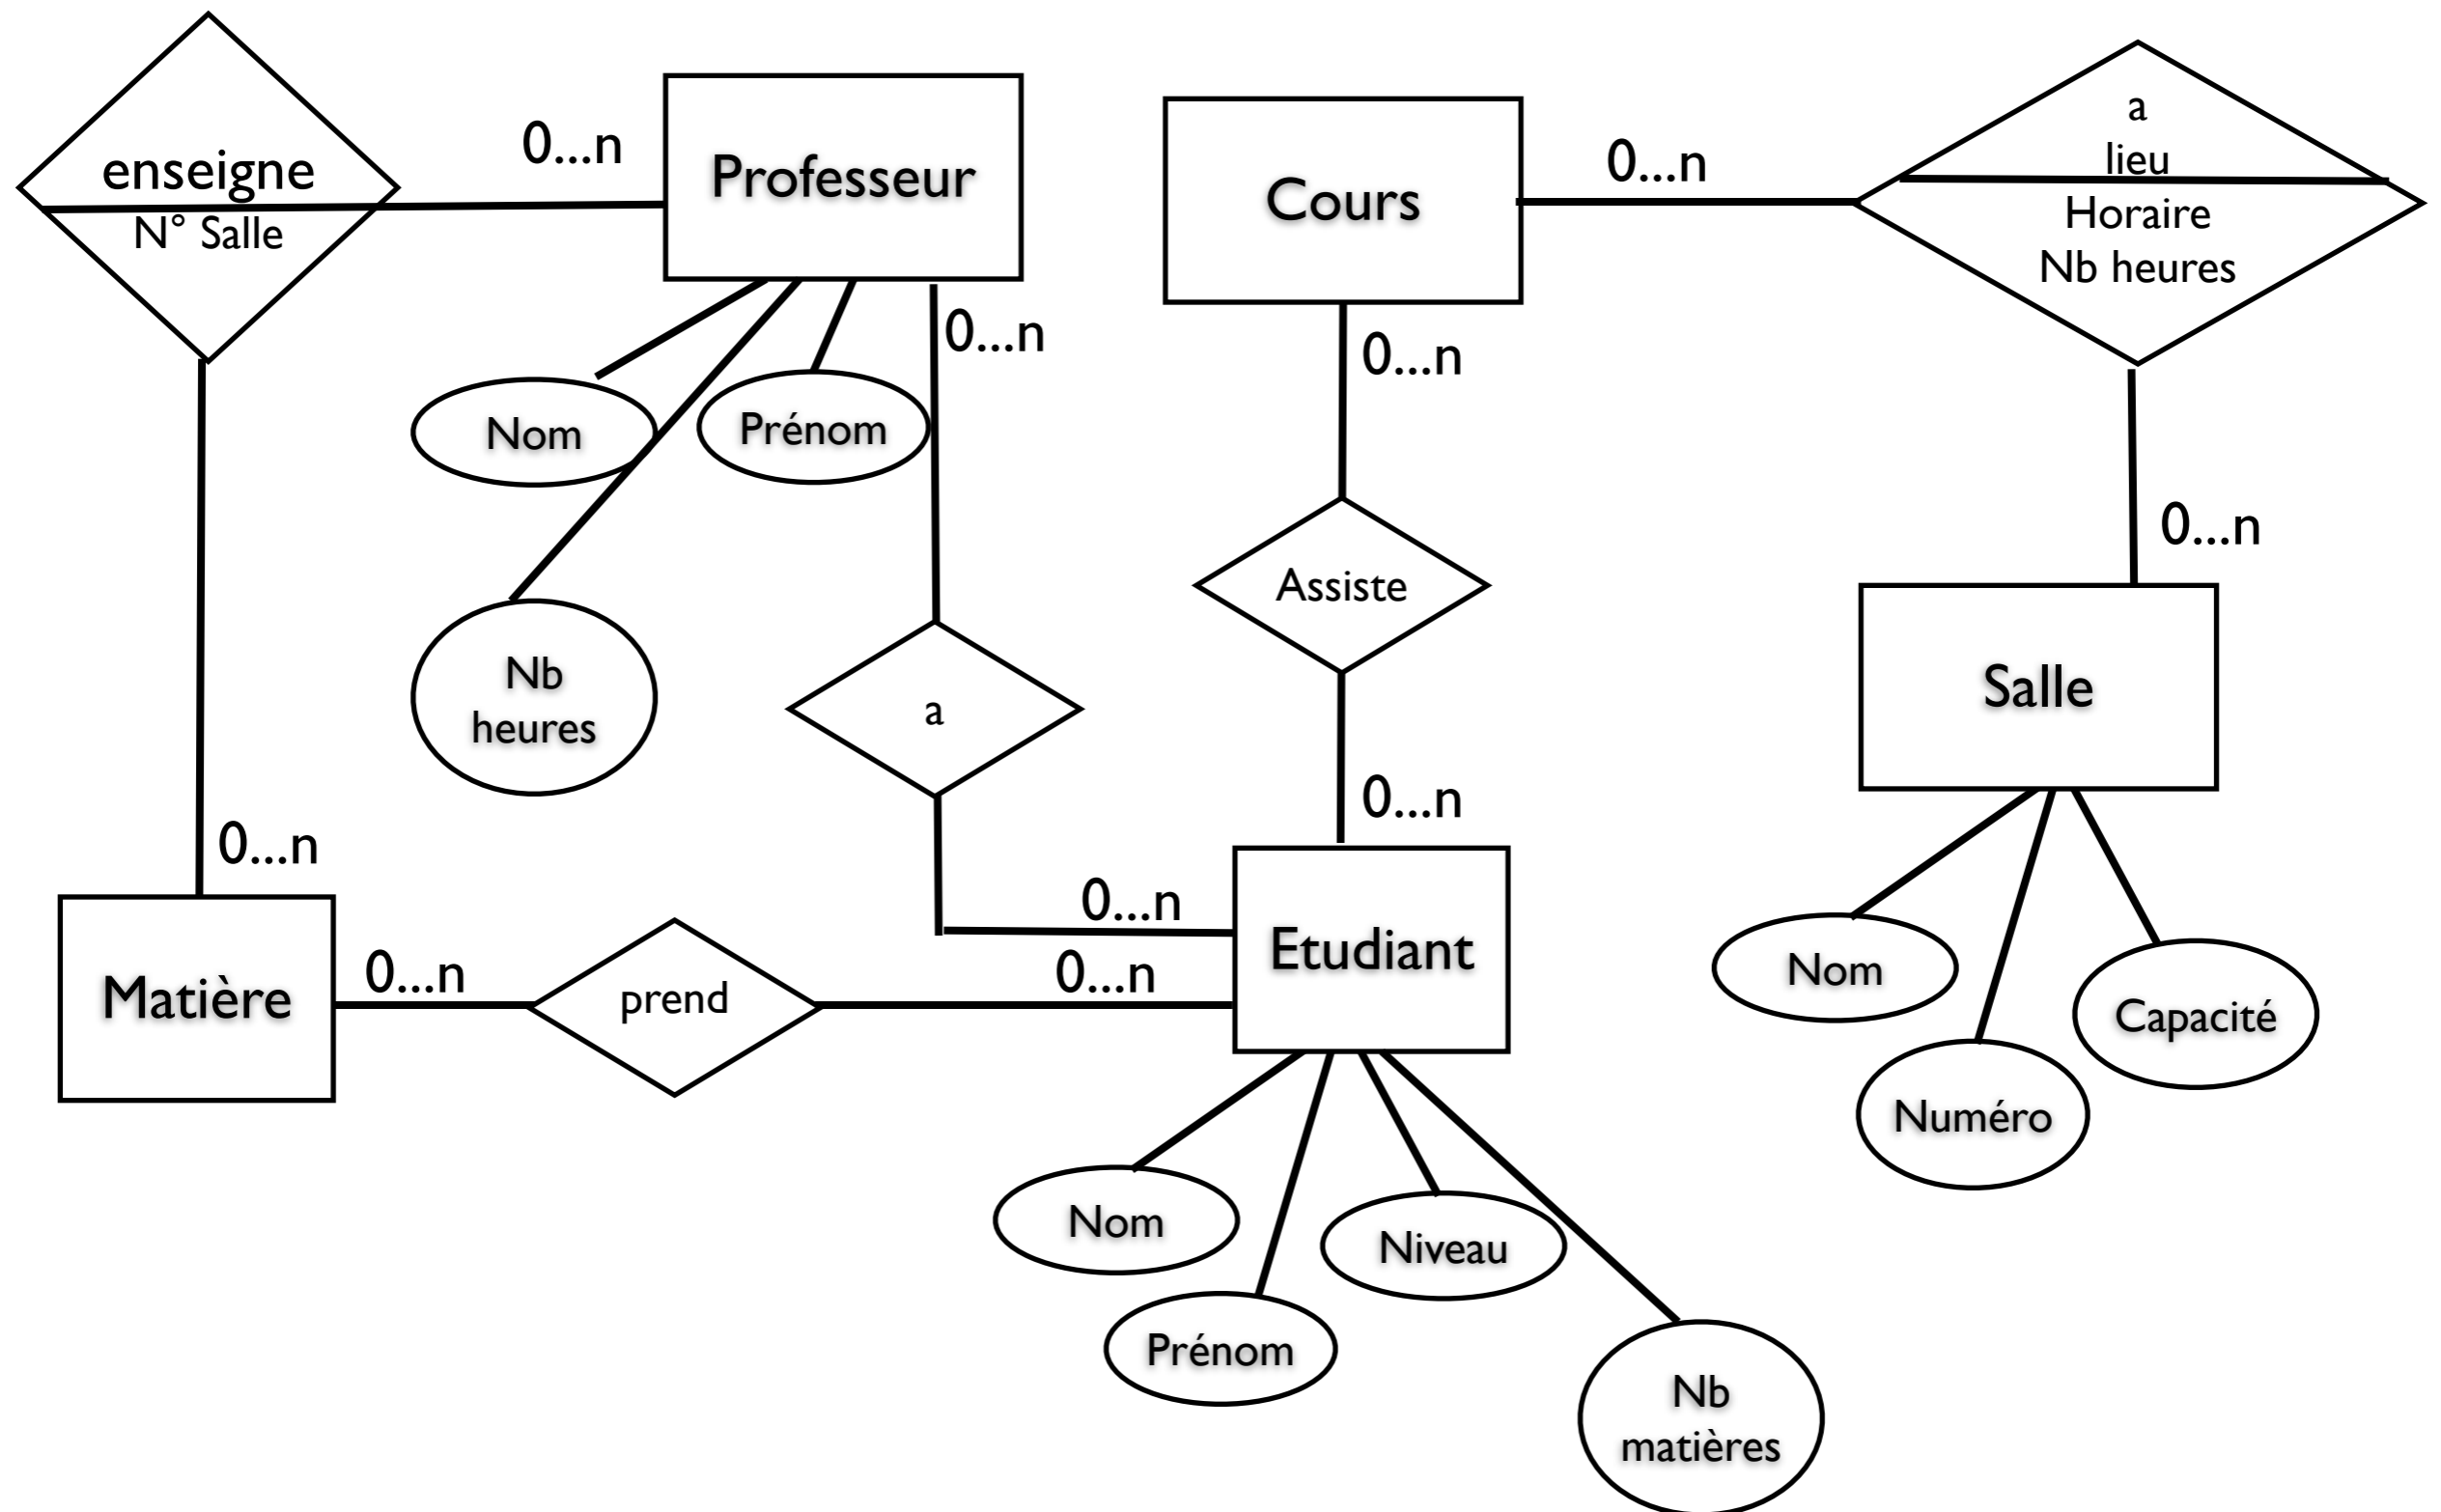 enseigne
N° Salle
0...n
Professeur
Cours
0...n
a
lieu
Horaire
Nb heures
0...n
0...n
Nom
Prénom
0...n
Assiste
Nb
heures
a
Salle
0...n
0...n
0...n
Matière
0...n
prend
0...n
Etudiant
Nom
Capacité
Numéro
Nom
Niveau
Prénom
Nb
matières